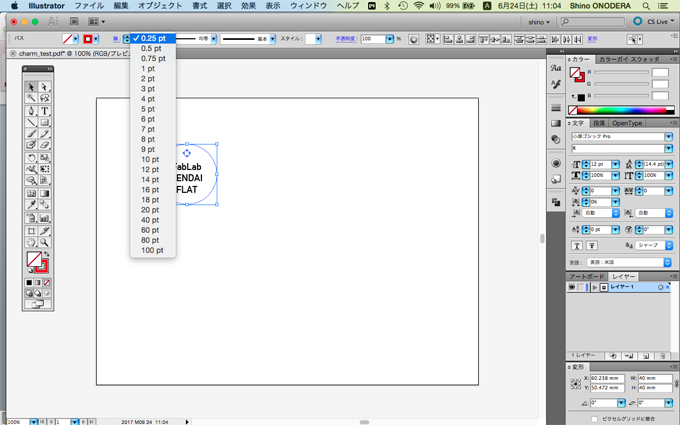 Illustrator ファイル 編集 オブジェクト 書式 選択 効果 表示 ウィンドウ ヘルプ 99% 6月24日(土) 11:04 Shino ONODERA
Ai Br shino CS Live
パス 線: 均等 基本 スタイル: 不透明度: 100 %
charm_test.pdf* @ 100% (RGB/プレビ
0.25 pt
0.5 pt
0.75 pt
1 pt
2 pt
3 pt
4 pt
5 pt
6 pt
7 pt
8 pt
9 pt
10 pt
12 pt
14 pt
16 pt
18 pt
20 pt
40 pt
60 pt
80 pt
100 pt
FabLab
ENDAI
FLAT
カラー カラーガイド スウォッチ
R
G
B
文字 段落 OpenType
小塚ゴシック Pro
R
12 pt (14.4 pt)
100% 100%
0 0
0%
自動 自動
0 pt 0°
シャープ
言語: 英語:米国
アートボード レイヤー
レイヤー 1
1 レイヤー
変形
X: 60.238 mm W: 40 mm
Y: 50.472 mm H: 40 mm
0° 0°
ピクセルグリッドに整合
100% 1 2017 M06 24 11:04